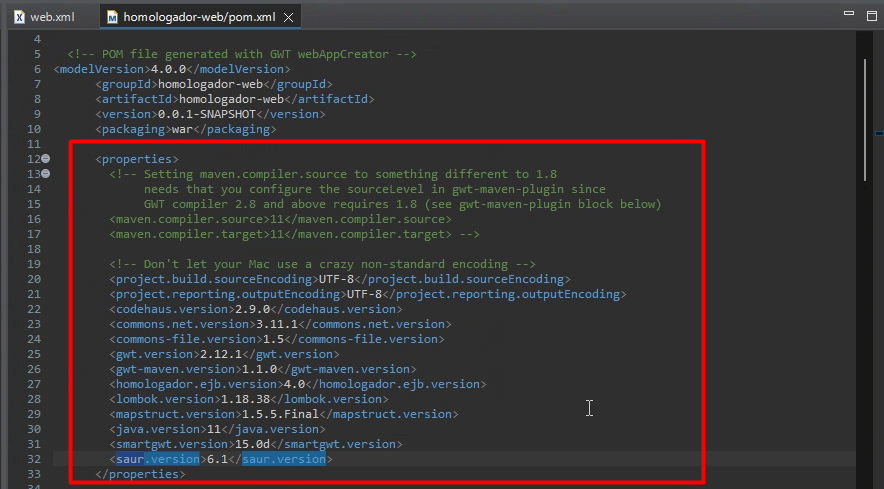 web.xml
homologador-web/pom.xml
4
5 <!-- POM file generated with GWT webAppCreator -->
6 <modelVersion>4.0.0</modelVersion>
7 <groupId>homologador-web</groupId>
8 <artifactId>homologador-web</artifactId>
9 <version>0.0.1-SNAPSHOT</version>
10 <packaging>war</packaging>
11
12 <properties>
13 <!-- Setting maven.compiler.source to something different to 1.8
14 needs that you configure the sourceLevel in gwt-maven-plugin since
15 GWT compiler 2.8 and above requires 1.8 (see gwt-maven-plugin block below)
16 <maven.compiler.source>11</maven.compiler.source>
17 <maven.compiler.target>11</maven.compiler.target> -->
18
19 <!-- Don't let your Mac use a crazy non-standard encoding -->
20 <project.build.sourceEncoding>UTF-8</project.build.sourceEncoding>
21 <project.reporting.outputEncoding>UTF-8</project.reporting.outputEncoding>
22 <codehaus.version>2.9.0</codehaus.version>
23 <commons.net.version>3.11.1</commons.net.version>
24 <commons-file.version>1.5</commons-file.version>
25 <gwt.version>2.12.1</gwt.version>
26 <gwt-maven.version>1.1.0</gwt-maven.version>
27 <homologador.ejb.version>4.0</homologador.ejb.version>
28 <lombok.version>1.18.38</lombok.version>
29 <mapstruct.version>1.5.5.Final</mapstruct.version>
30 <java.version>11</java.version>
31 <smartgwt.version>15.0d</smartgwt.version>
32 <saur.version>6.1</saur.version>
33 </properties>
34